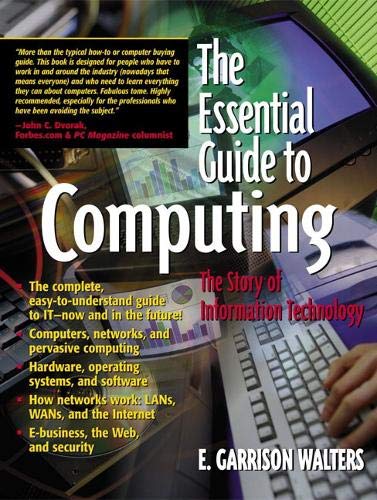 "More than the typical how-to or computer buying
guide. This book is designed for people who have to
work in and around the industry (nowadays that
means everyone) and who need to learn everything
they can about computers. Fabulous tome. Highly
recommended, especially for the professionals who
have been avoiding the subject."
—John C. Dvorak,
Forbes.com & PC Magazine columnist
The
Essential
Guide to
Computing
The Story of
Information Technology
The complete,
easy-to-understand guide
to IT—now and in the future!
Computers, networks, and
pervasive computing
Hardware, operating
systems, and software
How networks work: LANs,
WANs, and the Internet
E-business, the Web,
and security
E. GARRISON WALTERS